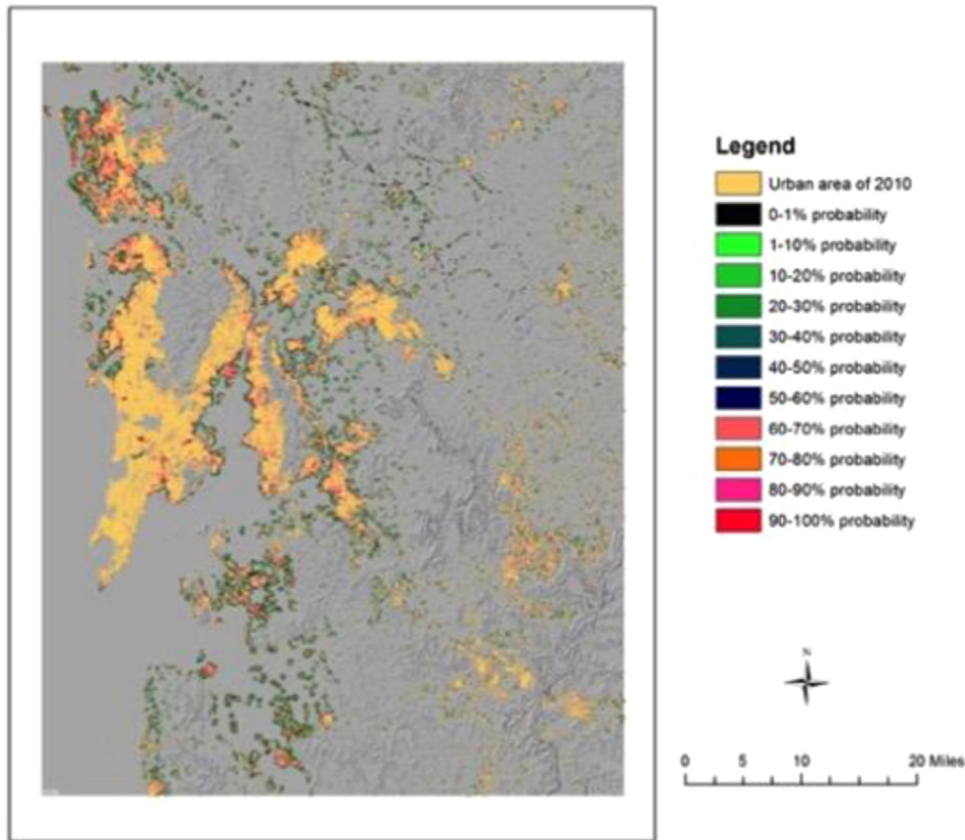 Legend
Urban area of 2010
0-1% probability
1-10% probability
10-20% probability
20-30% probability
30-40% probability
40-50% probability
50-60% probability
60-70% probability
70-80% probability
80-90% probability
90-100% probability
N
0 5 10 20 Miles